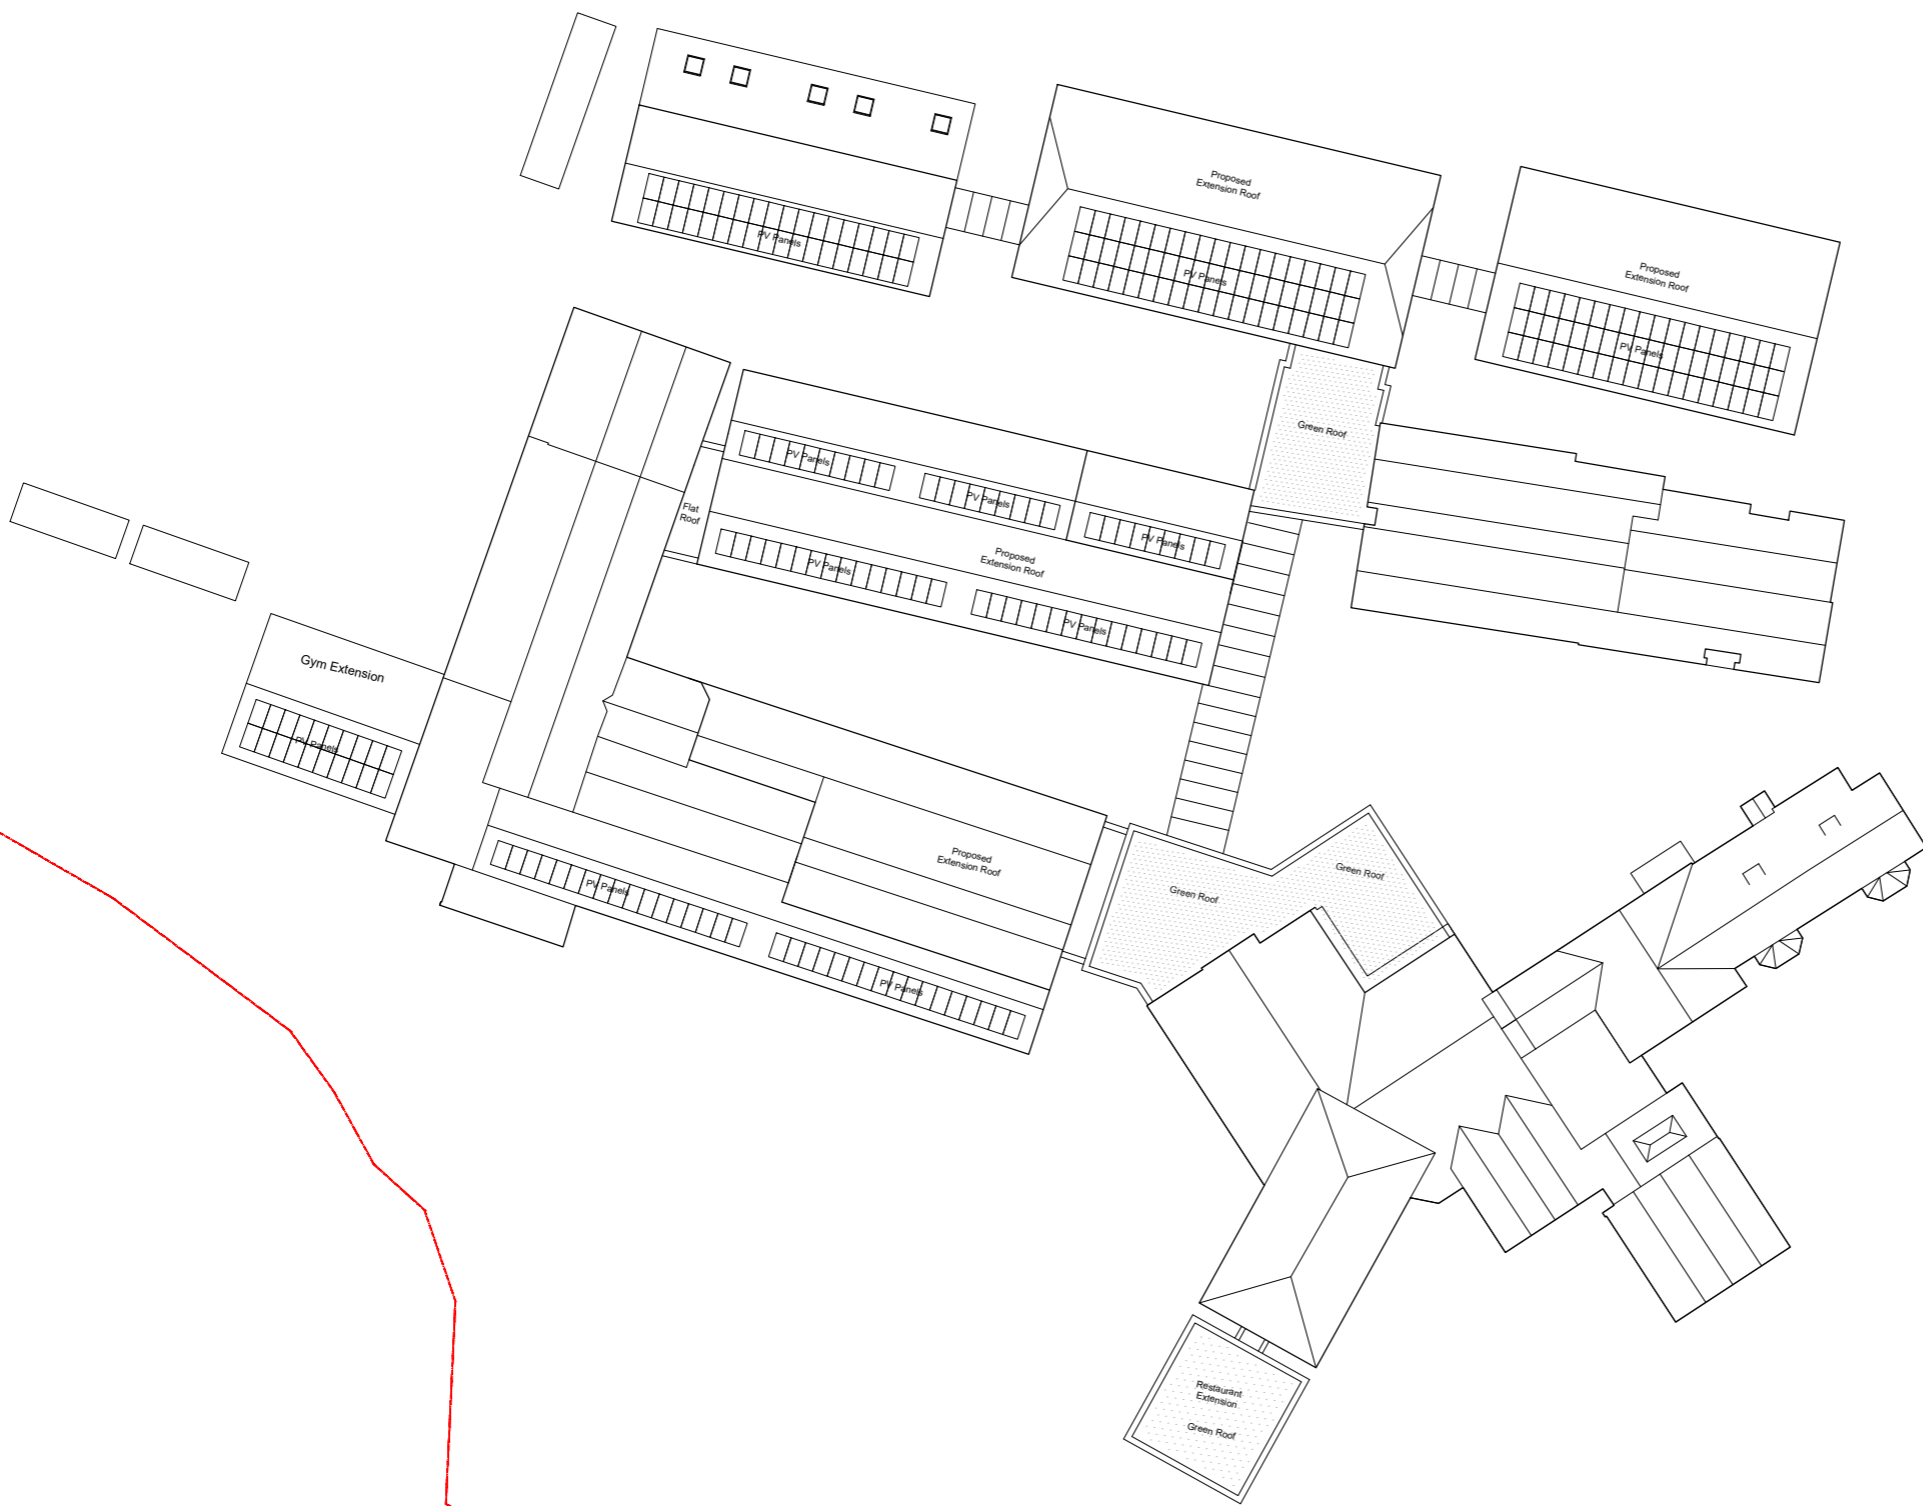 Proposed
Extension Roof
PV Panels
PV Panels
Proposed
Extension Roof
PV Panels
Green Roof
PV Panels
PV Panels
PV Panels
Flat
Roof
Proposed
Extension Roof
PV Panels
PV Panels
Gym Extension
PV Panels
Proposed
Extension Roof
PV Panels
PV Panels
Green Roof
Green Roof
Restaurant
Extension
Green Roof